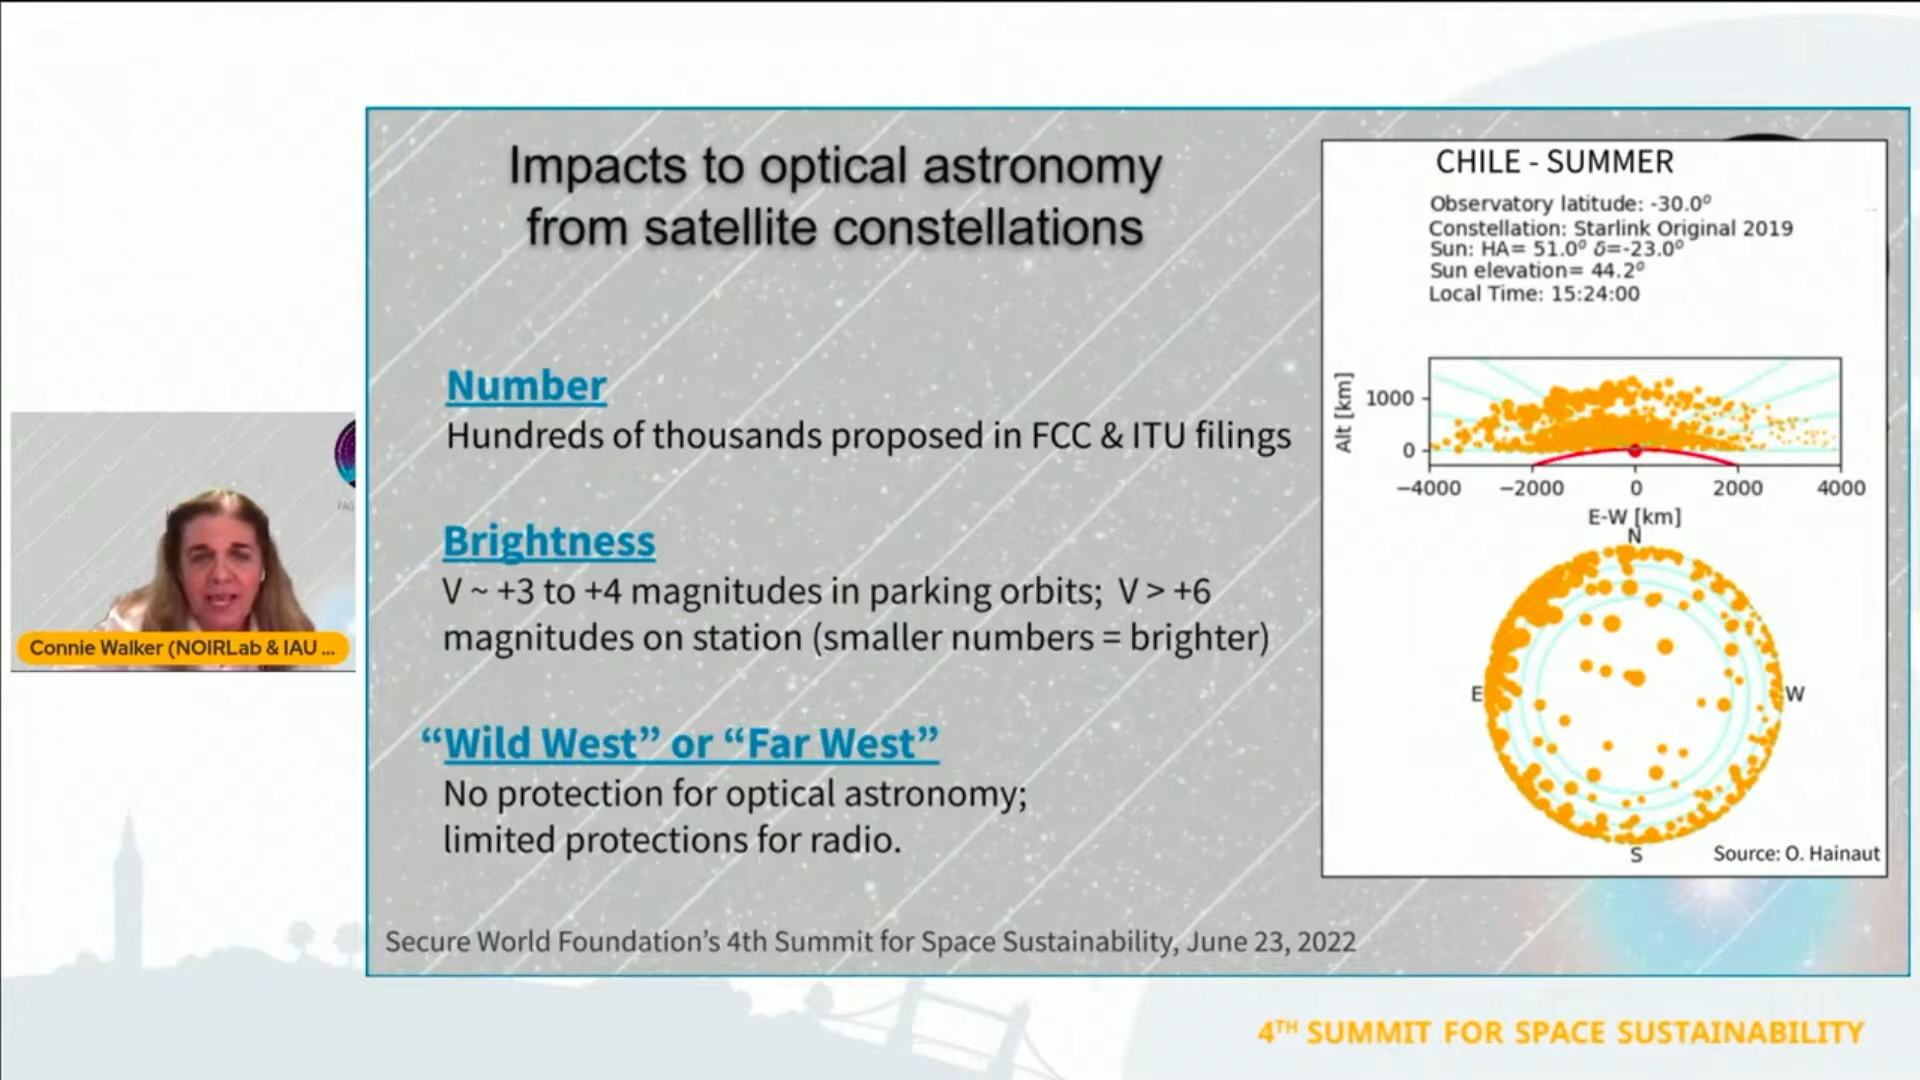 Impacts to optical astronomy
from satellite constellations
Number
Hundreds of thousands proposed in FCC & ITU filings
Brightness
V ~ +3 to +4 magnitudes in parking orbits; V > +6
magnitudes on station (smaller numbers = brighter)
“Wild West” or “Far West”
No protection for optical astronomy;
limited protections for radio.
Secure World Foundation’s 4th Summit for Space Sustainability, June 23, 2022
CHILE - SUMMER
Observatory latitude: -30.0°
Constellation: Starlink Original 2019
Sun: HA= 51.0° δ=-23.0°
Sun elevation= 44.2°
Local Time: 15:24:00
Alt [km]
1000
0
−4000 −2000 0 2000 4000
E-W [km]
N
E
W
S
Source: O. Hainaut
Connie Walker (NOIRLab & IAU ...
4TH SUMMIT FOR SPACE SUSTAINABILITY